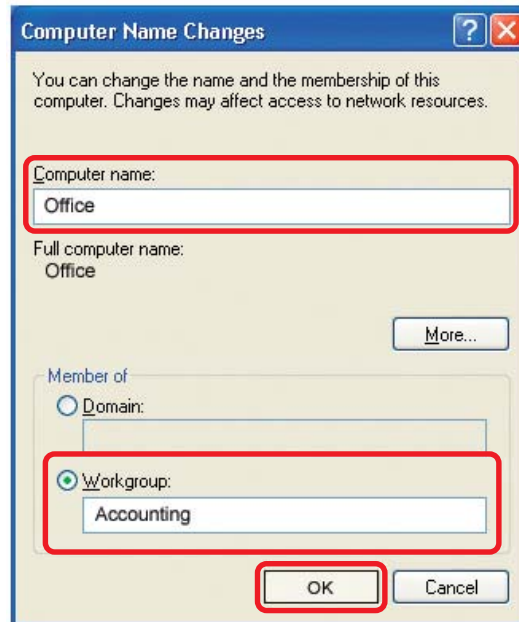 Computer Name Changes
?
You can change the name and the membership of this
computer. Changes may affect access to network resources.
Computer name:
Office
Full computer name:
Office
More...
Member of
Domain:
Workgroup:
Accounting
OK
Cancel